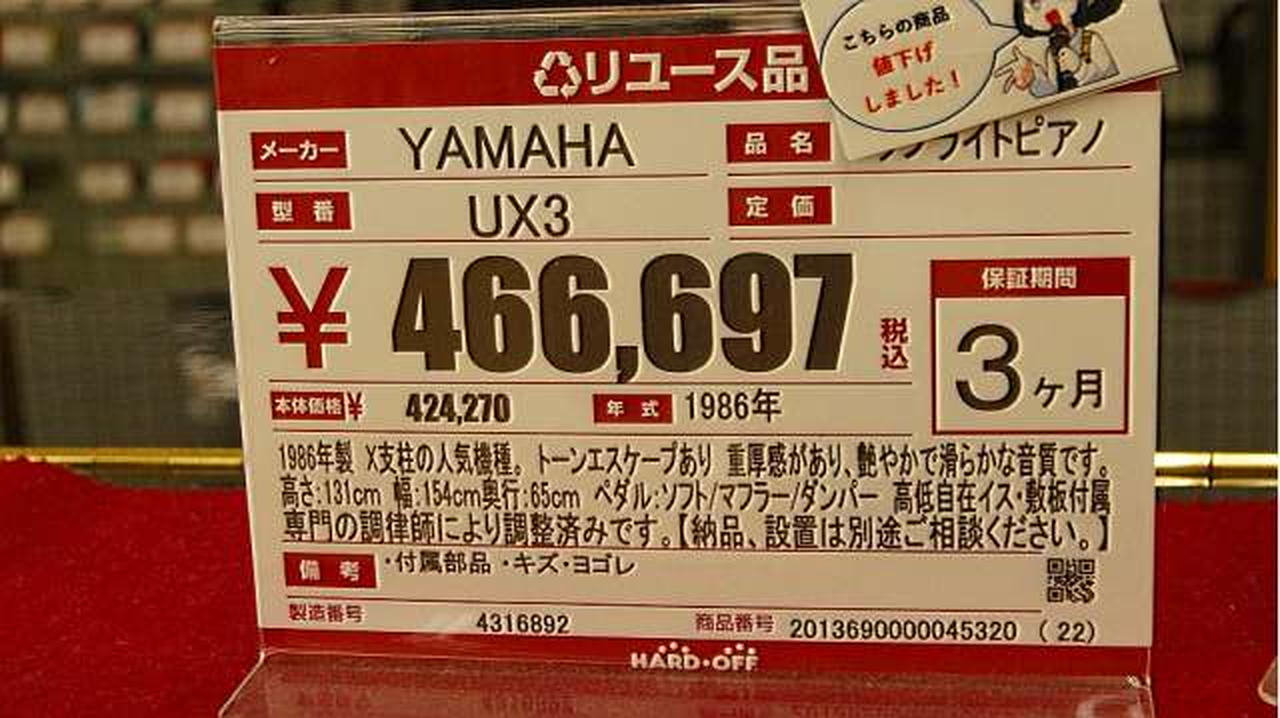 こちらの商品
値下げ
しました!
リユース品
メーカー YAMAHA 品名 ライトピアノ
型番 UX3 定価
¥466,697 税込
保証期間
3ヶ月
本体価格¥ 424,270 年式 1986年
1986年製 X支柱の人気機種。 トーンエスケープあり 重厚感があり、艶やかで滑らかな音質です。
高さ:131cm 幅:154cm奥行:65cm ペダル:ソフト/マフラー/ダンパー 高低自在イス・敷板付属
専門の調律師により調整済みです。【納品、設置は別途ご相談ください。】
備考 ・付属部品 ・キズ・ヨゴレ
製造番号 4316892 商品番号 2013690000045320 (22)
HARD・OFF